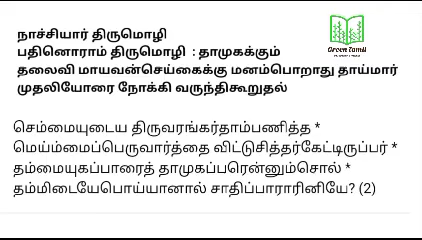 Green Tamil
நாச்சியார் திருமொழி
பதினொராம் திருமொழி : தாமுகக்கும்
தலைவி மாயவன்செய்கைக்கு மனம்பொறாது தாய்மார்
முதலியோரை நோக்கி வருந்திகூறுதல்
செம்மையுடைய திருவரங்கர்தாம்பணித்த *
மெய்ம்மைப்பெருவார்த்தை விட்டுசித்தர்கேட்டிருப்பர் *
தம்மையுகப்பாரைத் தாமுகப்பரென்னும்சொல் *
தம்மிடையேபொய்யானால் சாதிப்பாராரினியே? (2)